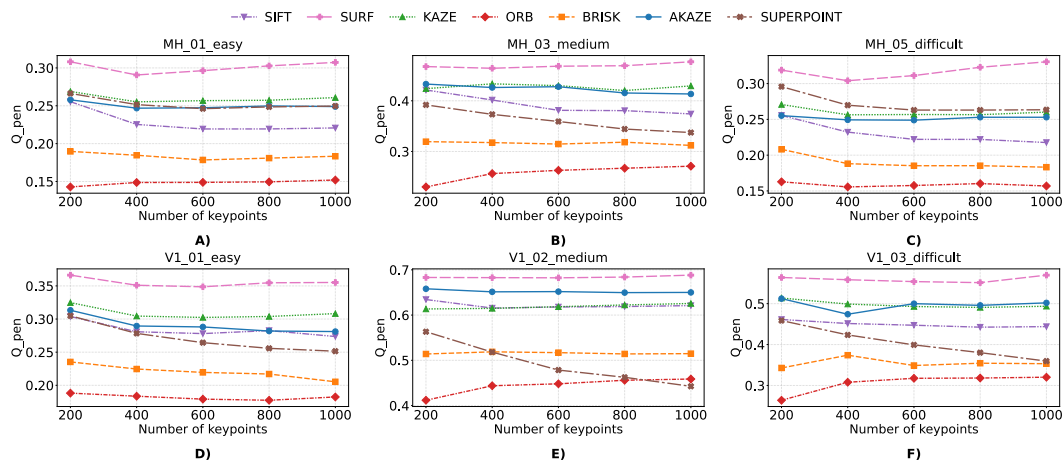 SIFT SURF KAZE ORB BRISK AKAZE SUPERPOINT
MH_01_easy
Q_pen
0.30
0.25
0.20
0.15
200 400 600 800 1000
Number of keypoints
A)
MH_03_medium
Q_pen
0.4
0.3
200 400 600 800 1000
Number of keypoints
B)
MH_05_difficult
Q_pen
0.30
0.25
0.20
0.15
200 400 600 800 1000
Number of keypoints
C)
V1_01_easy
Q_pen
0.35
0.30
0.25
0.20
200 400 600 800 1000
Number of keypoints
D)
V1_02_medium
Q_pen
0.7
0.6
0.5
0.4
200 400 600 800 1000
Number of keypoints
E)
V1_03_difficult
Q_pen
0.5
0.4
0.3
200 400 600 800 1000
Number of keypoints
F)